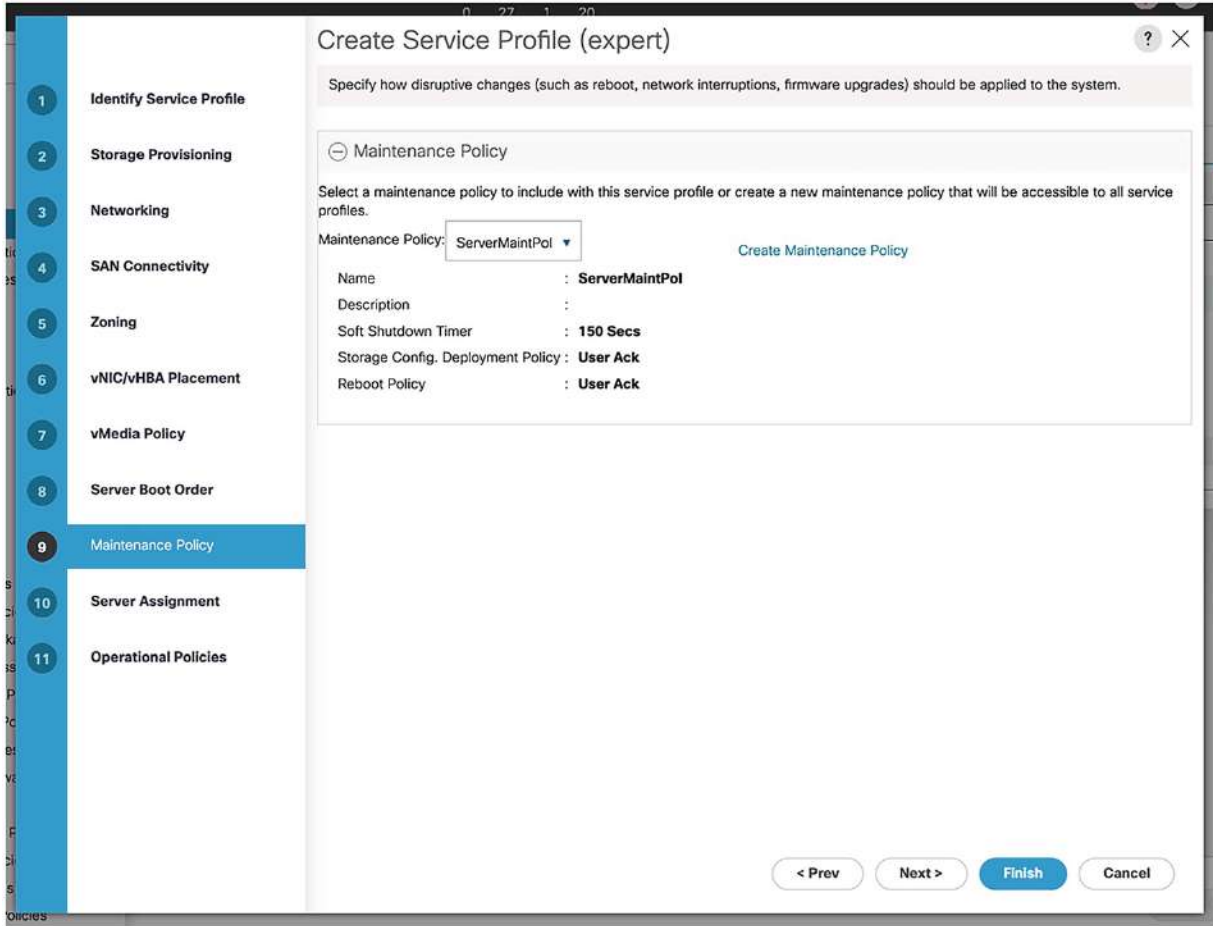 0 27 1 20
Create Service Profile (expert)
? ×
Specify how disruptive changes (such as reboot, network interruptions, firmware upgrades) should be applied to the system.
1 Identify Service Profile
2 Storage Provisioning
3 Networking
4 SAN Connectivity
5 Zoning
6 vNIC/vHBA Placement
7 vMedia Policy
8 Server Boot Order
9 Maintenance Policy
10 Server Assignment
11 Operational Policies
Maintenance Policy
Select a maintenance policy to include with this service profile or create a new maintenance policy that will be accessible to all service
profiles.
Maintenance Policy: ServerMaintPol ▼ Create Maintenance Policy
Name : ServerMaintPol
Description :
Soft Shutdown Timer : 150 Secs
Storage Config. Deployment Policy : User Ack
Reboot Policy : User Ack
< Prev Next > Finish Cancel